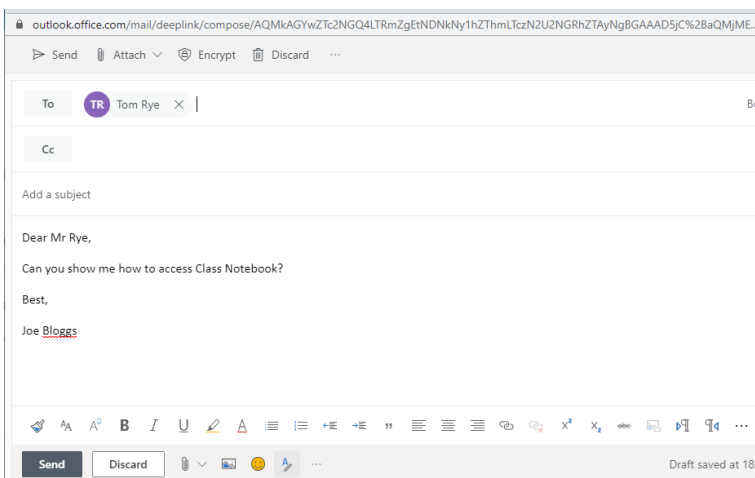 outlook.office.com/mail/deeplink/compose/AQMkAGYwZTc2NGQ4LTRmZgEtNDNkNy1hZThmLTczN2U2NGRhZTAyNgBGAAAD5jC%2BaQMjME...
Send Attach Encrypt Discard ...
To TR Tom Rye
Cc
Add a subject
Dear Mr Rye,
Can you show me how to access Class Notebook?
Best,
Joe Bloggs
Send Discard ... Draft saved at 18